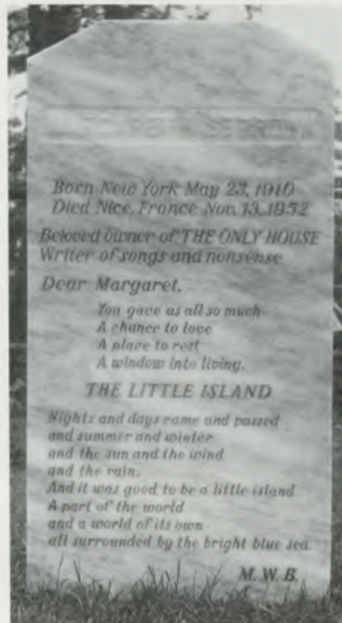 Born New York May 23, 1910
Died Nice, France Nov. 13, 1952
Beloved owner of THE ONLY HOUSE
Writer of songs and nonsense
Dear Margaret,
You gave us all so much
A chance to love
A place to rest
A window into living.
THE LITTLE ISLAND
Nights and days came and passed
and summer and winter
and the sun and the wind
and the rain.
And it was good to be a little island
A part of the world
and a world of its own
all surrounded by the bright blue sea.
M. W. B.